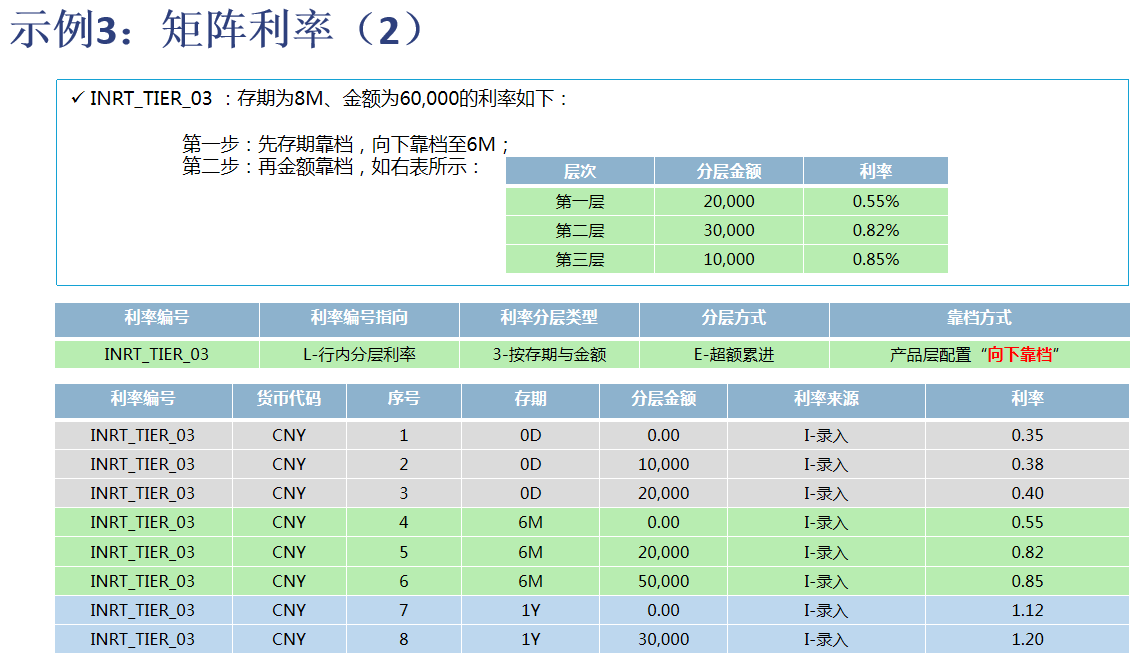 示例3：矩阵利率（2）
✓ INRT_TIER_03 ：存期为8M、金额为60,000的利率如下：
第一步：先存期靠档，向下靠档至6M；
第二步：再金额靠档，如右表所示：
层次 分层金额 利率
第一层 20,000 0.55%
第二层 30,000 0.82%
第三层 10,000 0.85%
利率编号 利率编号指向 利率分层类型 分层方式 靠档方式
INRT_TIER_03 L-行内分层利率 3-按存期与金额 E-超额累进 产品层配置“向下靠档”
利率编号 货币代码 序号 存期 分层金额 利率来源 利率
INRT_TIER_03 CNY 1 0D 0.00 I-录入 0.35
INRT_TIER_03 CNY 2 0D 10,000 I-录入 0.38
INRT_TIER_03 CNY 3 0D 20,000 I-录入 0.40
INRT_TIER_03 CNY 4 6M 0.00 I-录入 0.55
INRT_TIER_03 CNY 5 6M 20,000 I-录入 0.82
INRT_TIER_03 CNY 6 6M 50,000 I-录入 0.85
INRT_TIER_03 CNY 7 1Y 0.00 I-录入 1.12
INRT_TIER_03 CNY 8 1Y 30,000 I-录入 1.20